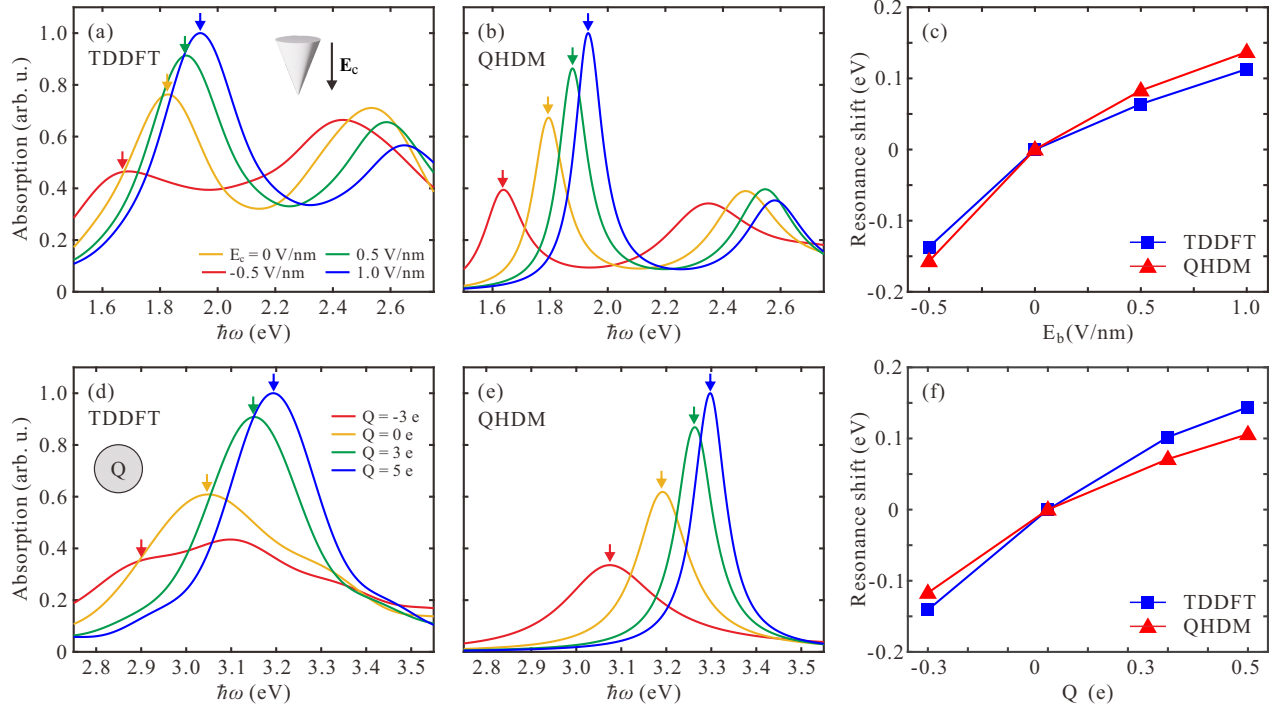 (a)
TDDFT
E_c
Absorption (arb. u.)
1.0
0.8
0.6
0.4
0.2
0
E_c = 0 V/nm
-0.5 V/nm
0.5 V/nm
1.0 V/nm
1.6 1.8 2.0 2.2 2.4 2.6
ħω (eV)
(b)
QHDM
1.6 1.8 2.0 2.2 2.4 2.6
ħω (eV)
(c)
Resonance shift (eV)
0.2
0.1
0
-0.1
-0.2
TDDFT
QHDM
-0.5 0 0.5 1.0
E_b(V/nm)
(d)
TDDFT
Q
Absorption (arb. u.)
1.0
0.8
0.6
0.4
0.2
0
Q = -3 e
Q = 0 e
Q = 3 e
Q = 5 e
2.8 2.9 3.0 3.1 3.2 3.3 3.4 3.5
ħω (eV)
(e)
QHDM
2.8 2.9 3.0 3.1 3.2 3.3 3.4 3.5
ħω (eV)
(f)
Resonance shift (eV)
0.2
0.1
0
-0.1
-0.2
TDDFT
QHDM
-0.3 0 0.3 0.5
Q (e)